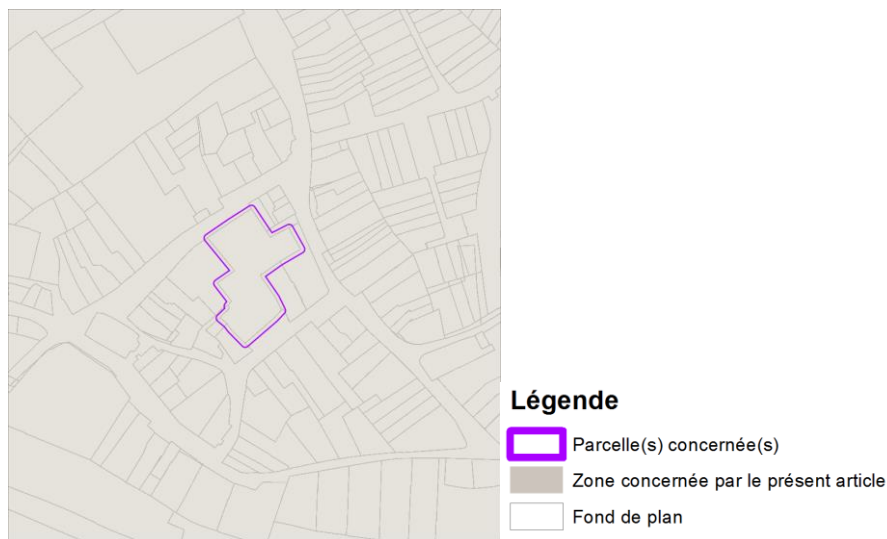 Légende
Parcelle(s) concernée(s)
Zone concernée par le présent article
Fond de plan